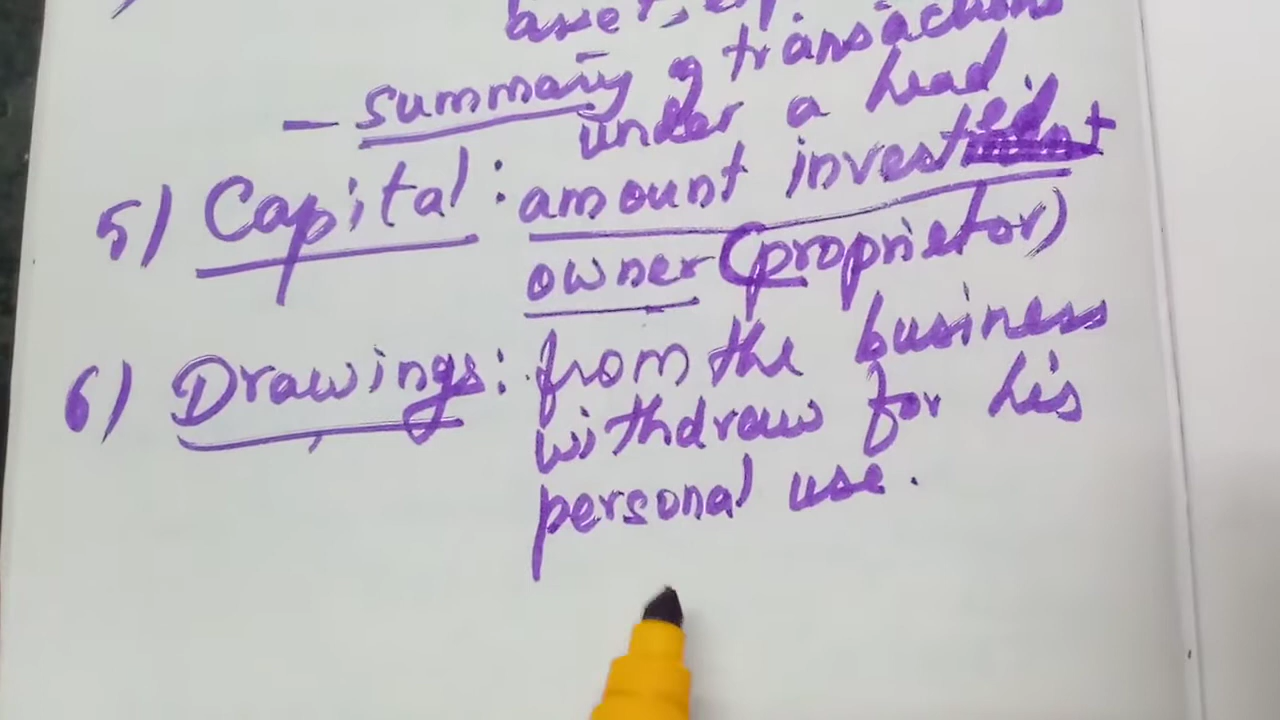 — summary of transactions
under a head
5) Capital : amount invested
owner (proprietor)
6) Drawings : from the business
withdraw for his
personal use.